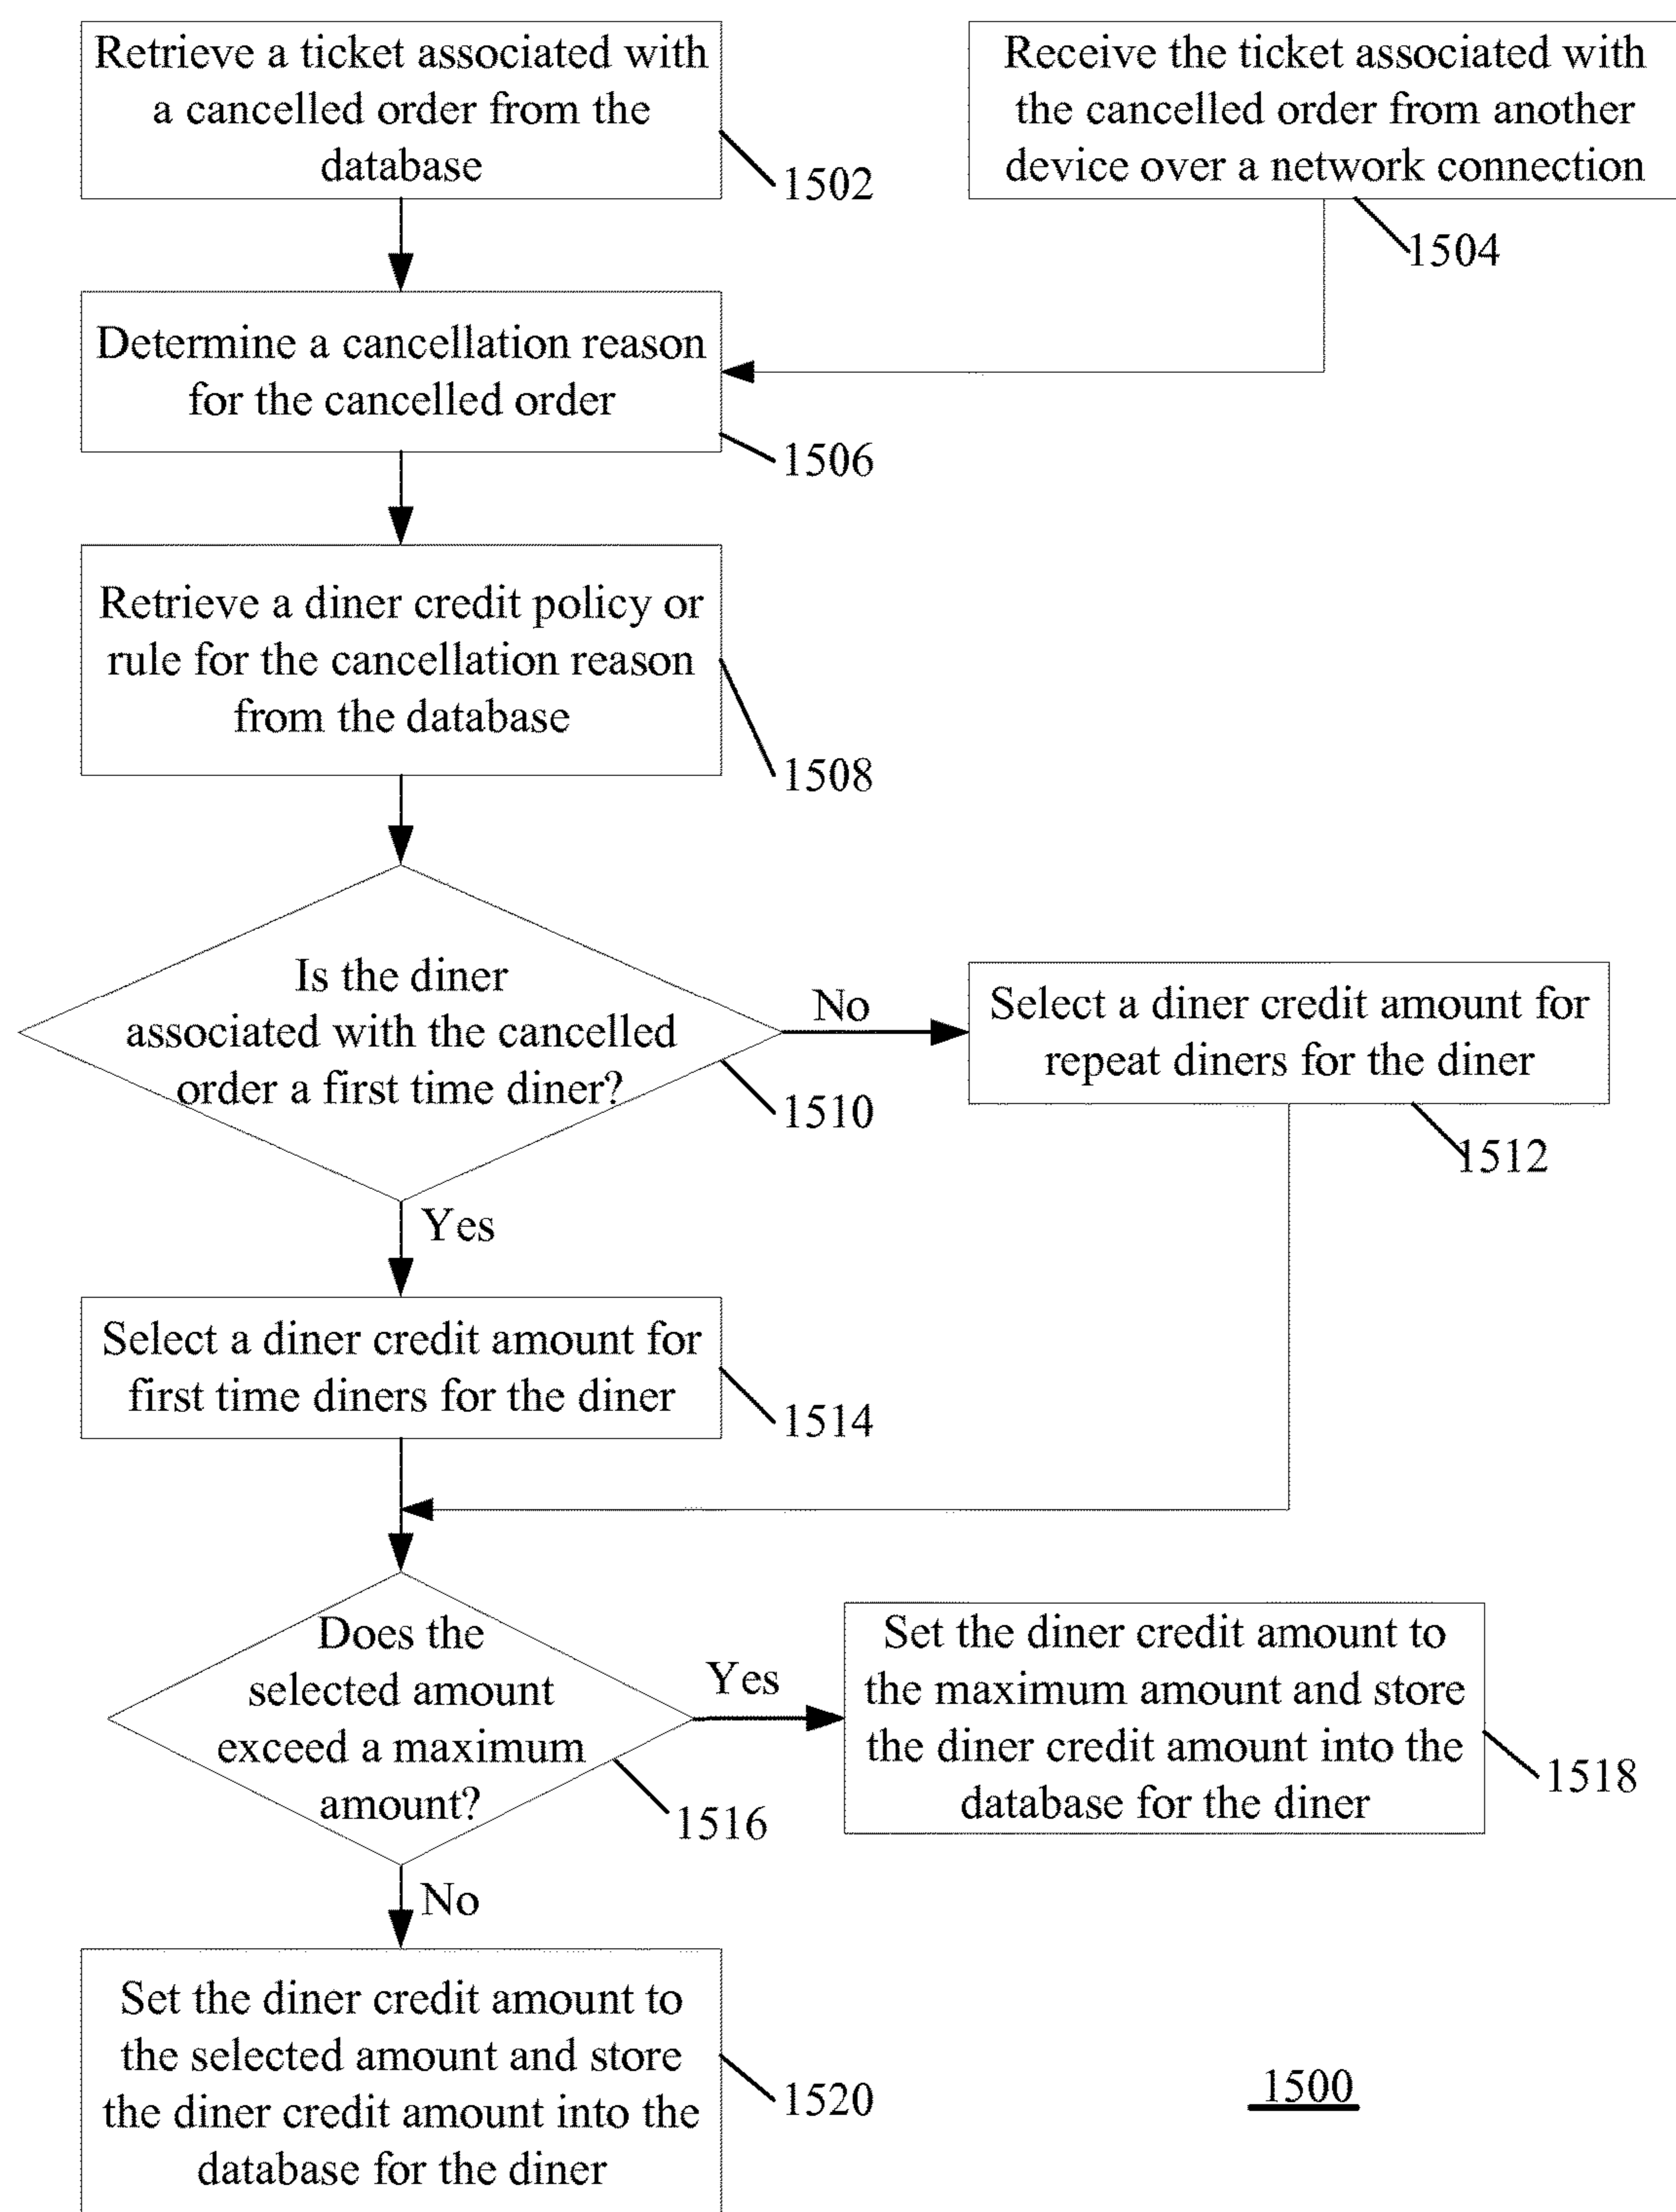 Retrieve a ticket associated with
a cancelled order from the
database
1502
Receive the ticket associated with
the cancelled order from another
device over a network connection
1504
Determine a cancellation reason
for the cancelled order
1506
Retrieve a diner credit policy or
rule for the cancellation reason
from the database
1508
Is the diner
associated with the cancelled
order a first time diner?
1510
No
Select a diner credit amount for
repeat diners for the diner
1512
Yes
Select a diner credit amount for
first time diners for the diner
1514
Does the
selected amount
exceed a maximum
amount?
1516
Yes
Set the diner credit amount to
the maximum amount and store
the diner credit amount into the
database for the diner
1518
No
Set the diner credit amount to
the selected amount and store
the diner credit amount into the
database for the diner
1520
1500